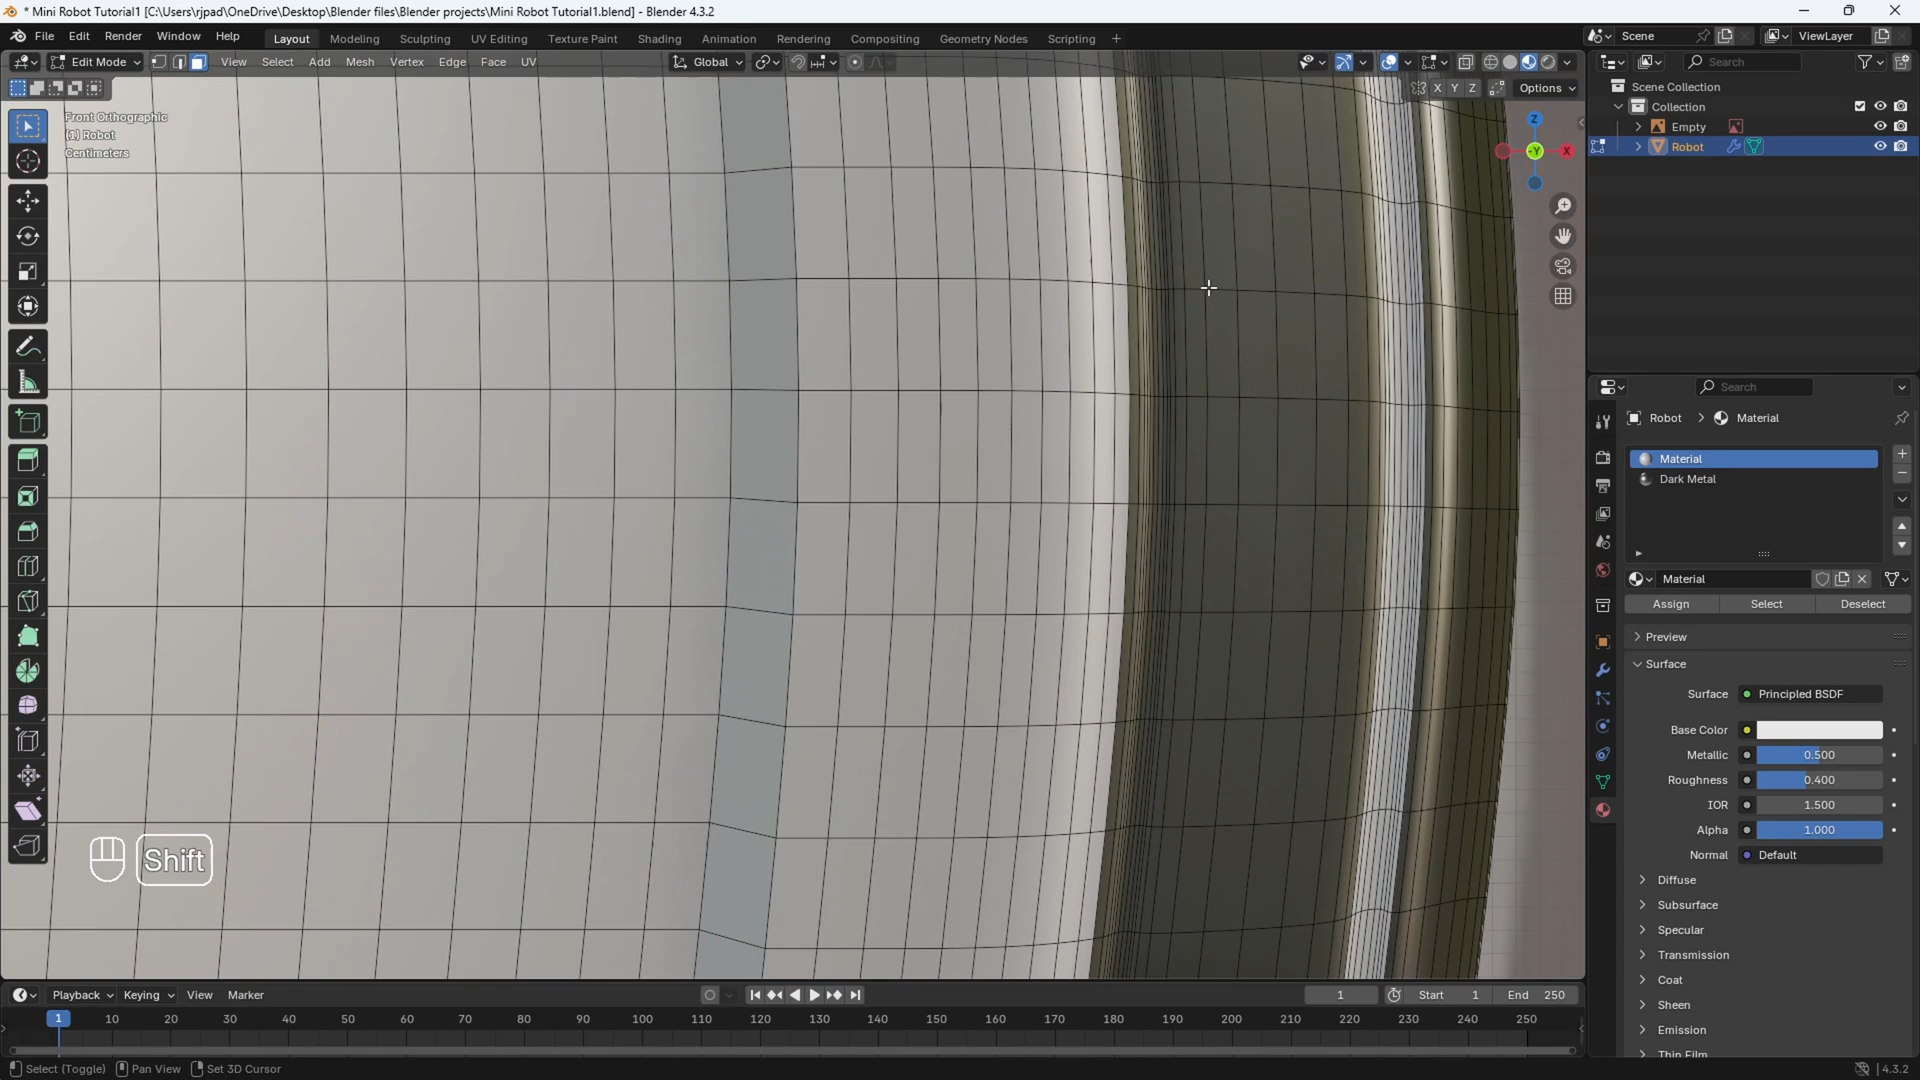 * Mini Robot Tutorial1 [C:\Users\rjpad\OneDrive\Desktop\Blender files\Blender projects\Mini Robot Tutorial1.blend] - Blender 4.3.2
File Edit Render Window Help
Layout Modeling Sculpting UV Editing Texture Paint Shading Animation Rendering Compositing Geometry Nodes Scripting +
Scene ViewLayer
Edit Mode View Select Add Mesh Vertex Edge Face UV Global
Search
X Y Z Options
Scene Collection
Collection
Empty
Robot
Front Orthographic
(1) Robot
Centimeters
Z
-Y
X
Search
Robot > Material
Material
Dark Metal
Material
Assign Select Deselect
Preview
Surface
Surface Principled BSDF
Base Color
Metallic 0.500
Roughness 0.400
IOR 1.500
Alpha 1.000
Normal Default
Diffuse
Subsurface
Specular
Transmission
Coat
Sheen
Emission
Thin Film
Shift
Playback Keying View Marker
1 Start 1 End 250
1 10 20 30 40 50 60 70 80 90 100 110 120 130 140 150 160 170 180 190 200 210 220 230 240 250
Select (Toggle) Pan View Set 3D Cursor
4.3.2